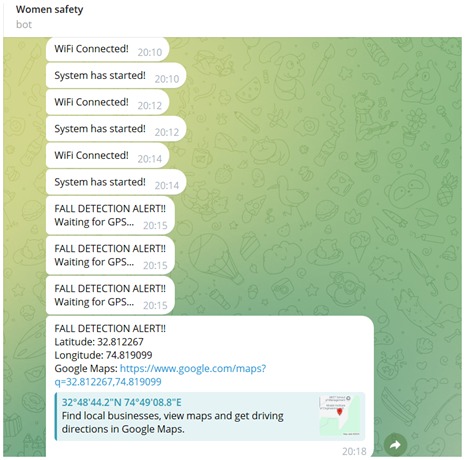 Women safety
bot
WiFi Connected! 20:10
System has started! 20:10
WiFi Connected! 20:12
System has started! 20:12
WiFi Connected! 20:14
System has started! 20:14
FALL DETECTION ALERT!!
Waiting for GPS... 20:15
FALL DETECTION ALERT!!
Waiting for GPS... 20:15
FALL DETECTION ALERT!!
Waiting for GPS... 20:15
FALL DETECTION ALERT!!
Latitude: 32.812267
Longitude: 74.819099
Google Maps: https://www.google.com/maps?
q=32.812267,74.819099
32°48'44.2"N 74°49'08.8"E
Find local businesses, view maps and get driving
directions in Google Maps.
20:18